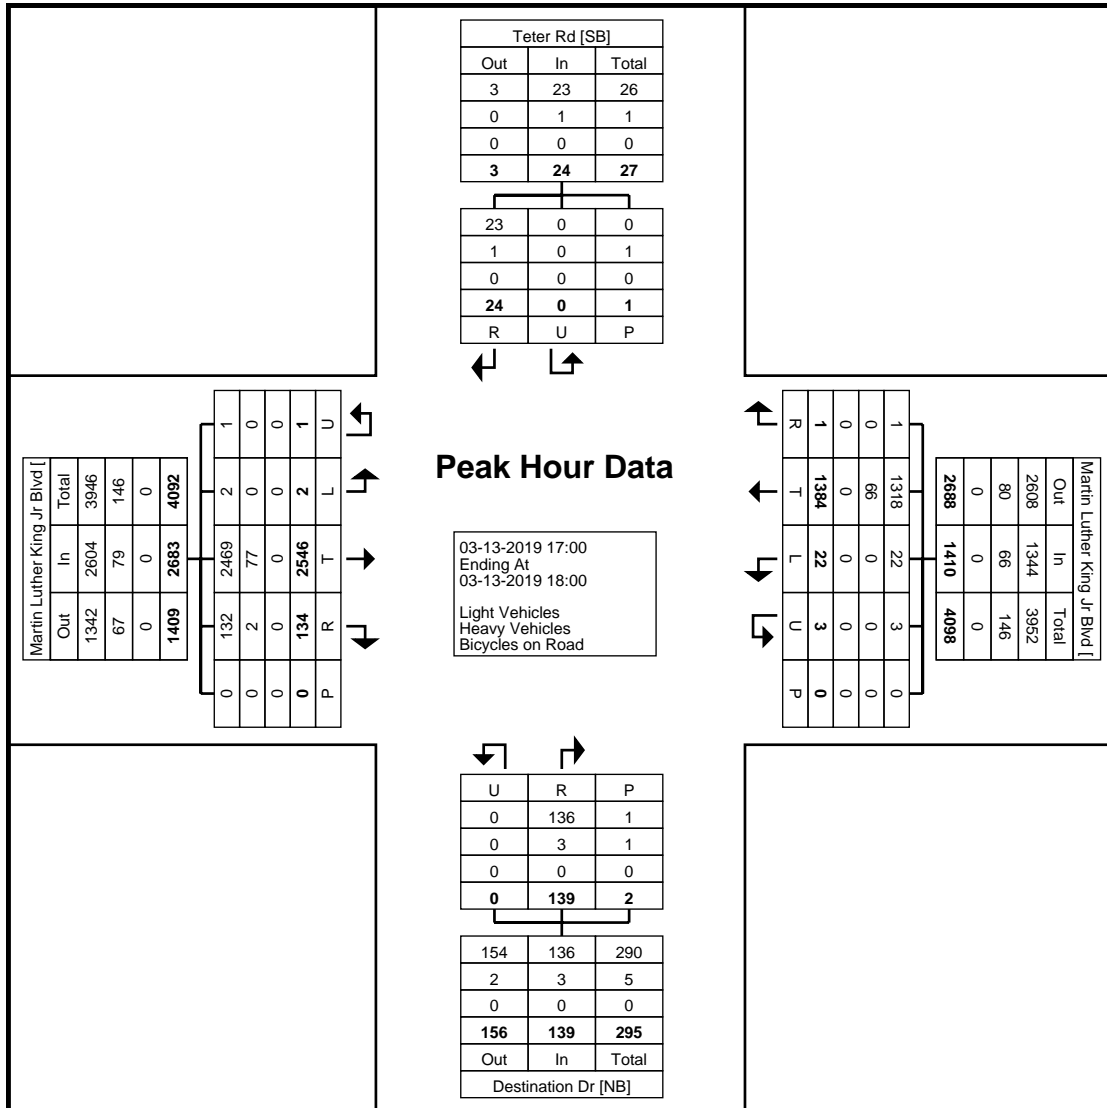 Teter Rd [SB]
Out In Total
3 23 26
0 1 1
0 0 0
3 24 27
23 0 0
1 0 1
0 0 0
24 0 1
R U P
Martin Luther King Jr Blvd [
Total In Out
3946 2604 1342
146 79 67
0 0 0
4092 2683 1409
1 2 2469 132 0
0 0 77 2 0
0 0 0 0 0
1 2 2546 134 0
U L T R P
Peak Hour Data
03-13-2019 17:00
Ending At
03-13-2019 18:00
Light Vehicles
Heavy Vehicles
Bicycles on Road
R T L U P
1 1384 22 3 0
0 0 0 0 0
0 66 0 0 0
1 1318 22 3 0
Martin Luther King Jr Blvd [
Out In Total
2608 1344 3952
80 66 146
0 0 0
2688 1410 4098
U R P
0 136 1
0 3 1
0 0 0
0 139 2
154 136 290
2 3 5
0 0 0
156 139 295
Out In Total
Destination Dr [NB]